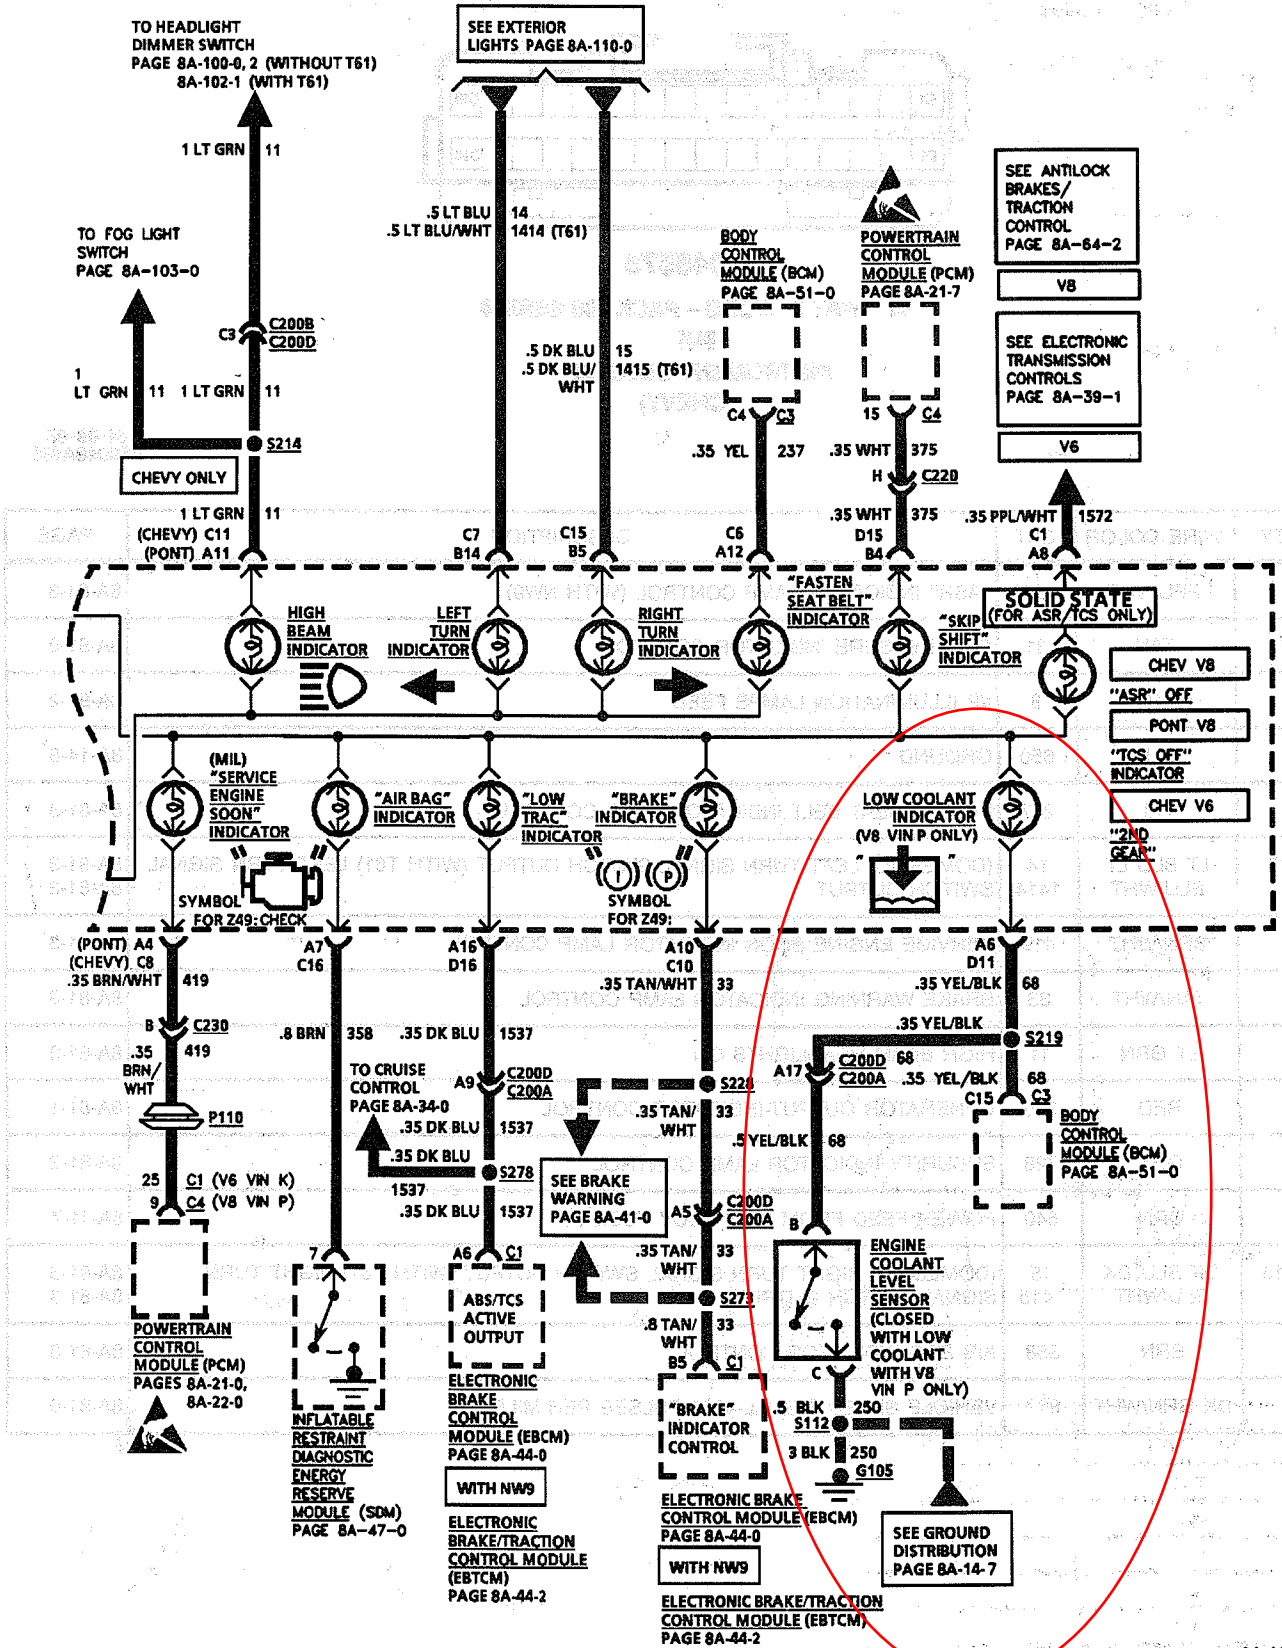 TO HEADLIGHT
DIMMER SWITCH
PAGE 8A-100-0, 2 (WITHOUT T61)
8A-102-1 (WITH T61)
SEE EXTERIOR
LIGHTS PAGE 8A-110-0
1 LT GRN 11
TO FOG LIGHT
SWITCH
PAGE 8A-103-0
C3 C200B
C200D
1
LT GRN 11
1 LT GRN 11
S214
CHEVY ONLY
1 LT GRN 11
(CHEVY) C11
(PONT) A11
.5 LT BLU 14
.5 LT BLU/WHT 1414 (T61)
.5 DK BLU 15
.5 DK BLU/ 1415 (T61)
WHT
C7
B14
C15
B5
BODY
CONTROL
MODULE (BCM)
PAGE 8A-51-0
C4 C3
.35 YEL 237
C6
A12
POWERTRAIN
CONTROL
MODULE (PCM)
PAGE 8A-21-7
15 C4
.35 WHT 375
H C220
.35 WHT 375
D15
B4
SEE ANTILOCK
BRAKES/
TRACTION
CONTROL
PAGE 8A-64-2
V8
SEE ELECTRONIC
TRANSMISSION
CONTROLS
PAGE 8A-39-1
V6
.35 PPL/WHT 1572
C1
A8
HIGH
BEAM
INDICATOR
LEFT
TURN
INDICATOR
RIGHT
TURN
INDICATOR
"FASTEN
SEAT BELT"
INDICATOR
"SKIP
SHIFT"
INDICATOR
SOLID STATE
(FOR ASR/TCS ONLY)
CHEV V8
"ASR" OFF
PONT V8
"TCS OFF"
INDICATOR
CHEV V6
"2ND
GEAR"
(MIL)
"SERVICE
ENGINE
SOON"
INDICATOR
SYMBOL
FOR Z49: CHECK
"AIR BAG"
INDICATOR
"LOW
TRAC"
INDICATOR
"BRAKE"
INDICATOR
SYMBOL
FOR Z49:
LOW COOLANT
INDICATOR
(V8 VIN P ONLY)
(PONT) A4
(CHEVY) C8
.35 BRN/WHT 419
B C230
.35 419
BRN/
WHT
P110
25 C1 (V6 VIN K)
9 C4 (V8 VIN P)
POWERTRAIN
CONTROL
MODULE (PCM)
PAGES 8A-21-0,
8A-22-0
A7
C16
.8 BRN 358
7
INFLATABLE
RESTRAINT
DIAGNOSTIC
ENERGY
RESERVE
MODULE (SDM)
PAGE 8A-47-0
A16
D16
.35 DK BLU 1537
TO CRUISE
CONTROL
PAGE 8A-34-0
A9 C200D
C200A
.35 DK BLU 1537
.35 DK BLU
1537
S278
.35 DK BLU 1537
A6 C1
ABS/TCS
ACTIVE
OUTPUT
ELECTRONIC
BRAKE
CONTROL
MODULE (EBCM)
PAGE 8A-44-0
WITH NW9
ELECTRONIC
BRAKE/TRACTION
CONTROL MODULE
(EBTCM)
PAGE 8A-44-2
A10
C10
.35 TAN/WHT 33
S228
.35 TAN/ 33
WHT
SEE BRAKE
WARNING
PAGE 8A-41-0
A5 C200D
C200A
.35 TAN/ 33
WHT
S273
.8 TAN/ 33
WHT
B5 C1
"BRAKE"
INDICATOR
CONTROL
ELECTRONIC BRAKE
CONTROL MODULE (EBCM)
PAGE 8A-44-0
WITH NW9
ELECTRONIC BRAKE/TRACTION
CONTROL MODULE (EBTCM)
PAGE 8A-44-2
A6
D11
.35 YEL/BLK 68
.35 YEL/BLK
68
S219
A17 C200D
C200A
.35 YEL/BLK 68
C15 C3
BODY
CONTROL
MODULE (BCM)
PAGE 8A-51-0
.5 YEL/BLK 68
B
ENGINE
COOLANT
LEVEL
SENSOR
(CLOSED
WITH LOW
COOLANT
WITH V8
VIN P ONLY)
C
.5 BLK 250
S112
3 BLK 250
G105
SEE GROUND
DISTRIBUTION
PAGE 8A-14-7